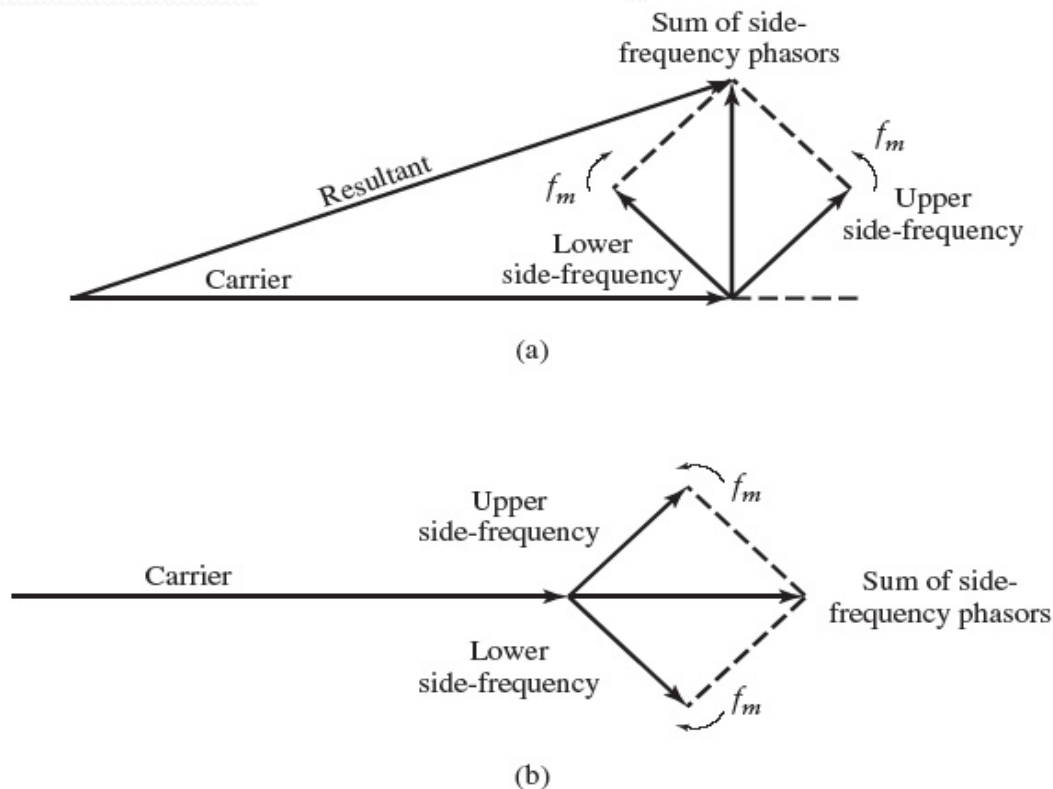 Sum of side-
frequency phasors
f_m
f_m
Resultant
Upper
side-frequency
Lower
side-frequency
Carrier
(a)
f_m
Upper
side-frequency
Carrier
Sum of side-
frequency phasors
Lower
side-frequency
f_m
(b)